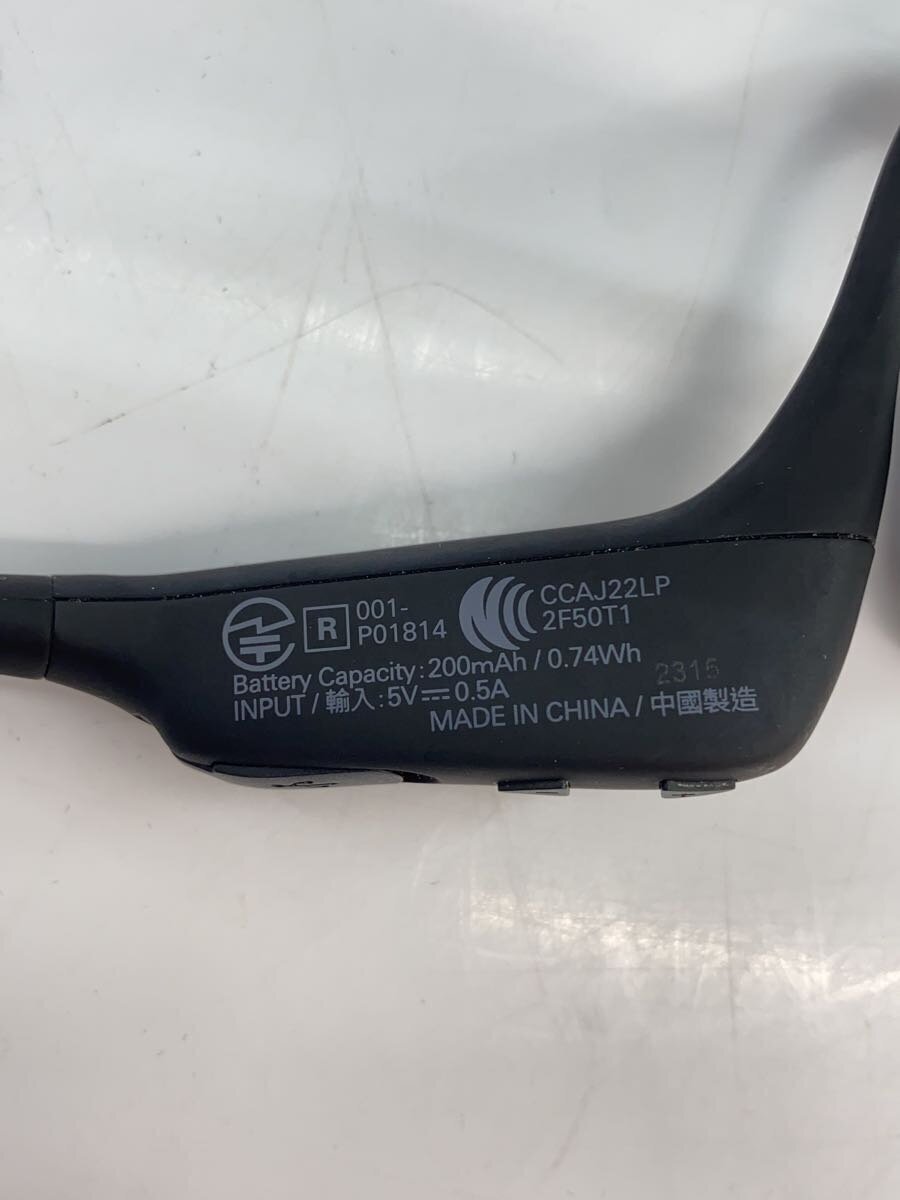 R 001-
P01814
CCAJ22LP
2F50T1
Battery Capacity: 200mAh / 0.74Wh
2315
INPUT / 輸入: 5V⎓0.5A
MADE IN CHINA / 中國製造